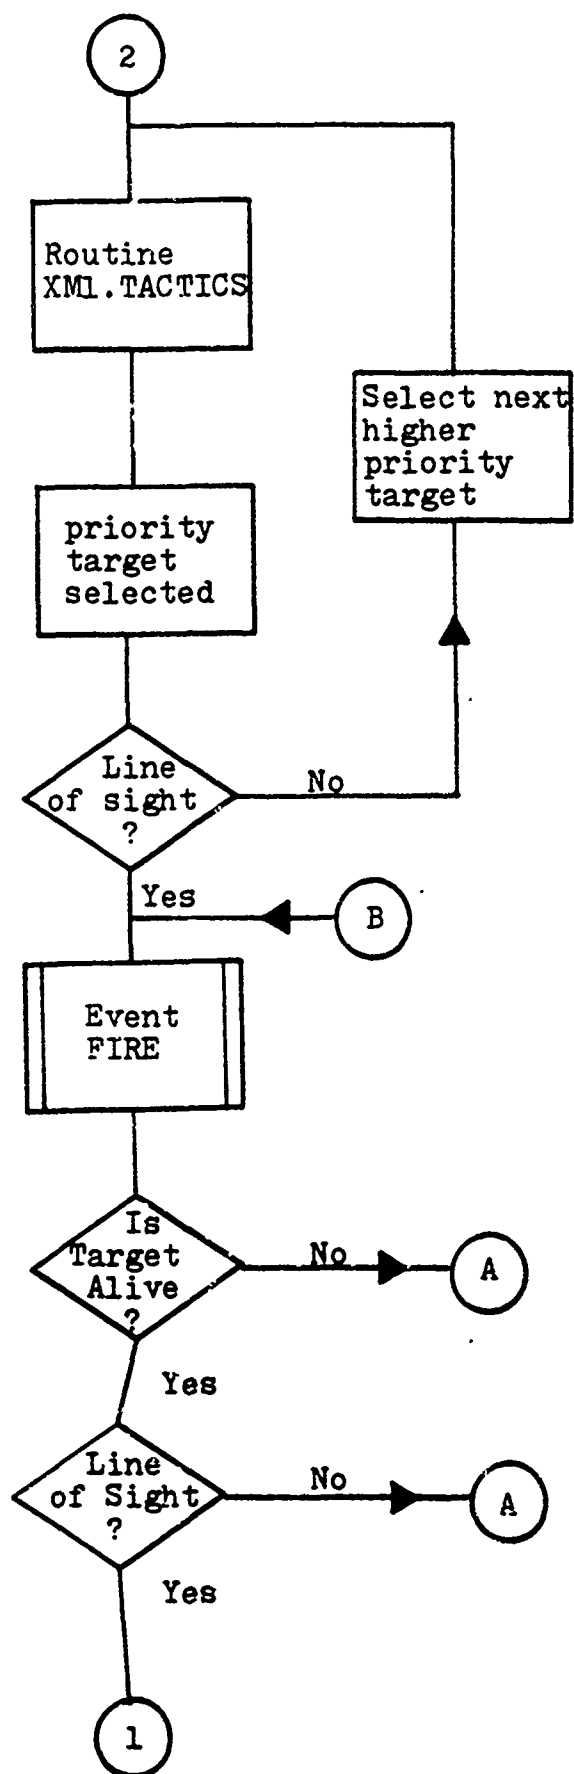 2
Routine
XM1.TACTICS
Select next
higher
priority
target
priority
target
selected
Line
of sight
?
No
Yes
B
Event
FIRE
Is
Target
Alive
?
No
A
Yes
Line
of Sight
?
No
A
Yes
1